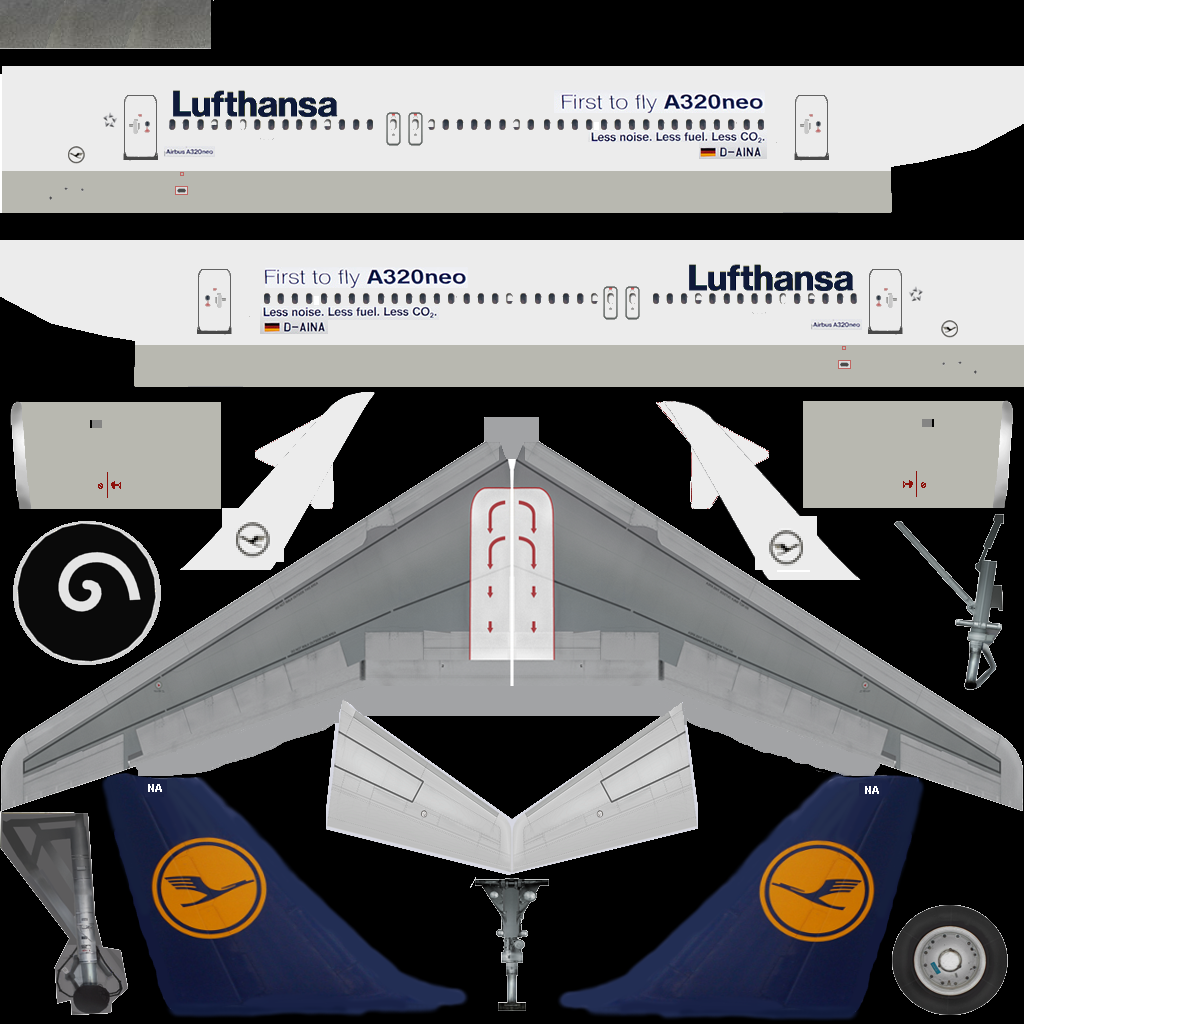 Lufthansa
First to fly A320neo
Less noise. Less fuel. Less CO₂.
Airbus A320neo
D-AINA
First to fly A320neo
Lufthansa
Less noise. Less fuel. Less CO₂.
D-AINA
Airbus A320neo
NA
NA